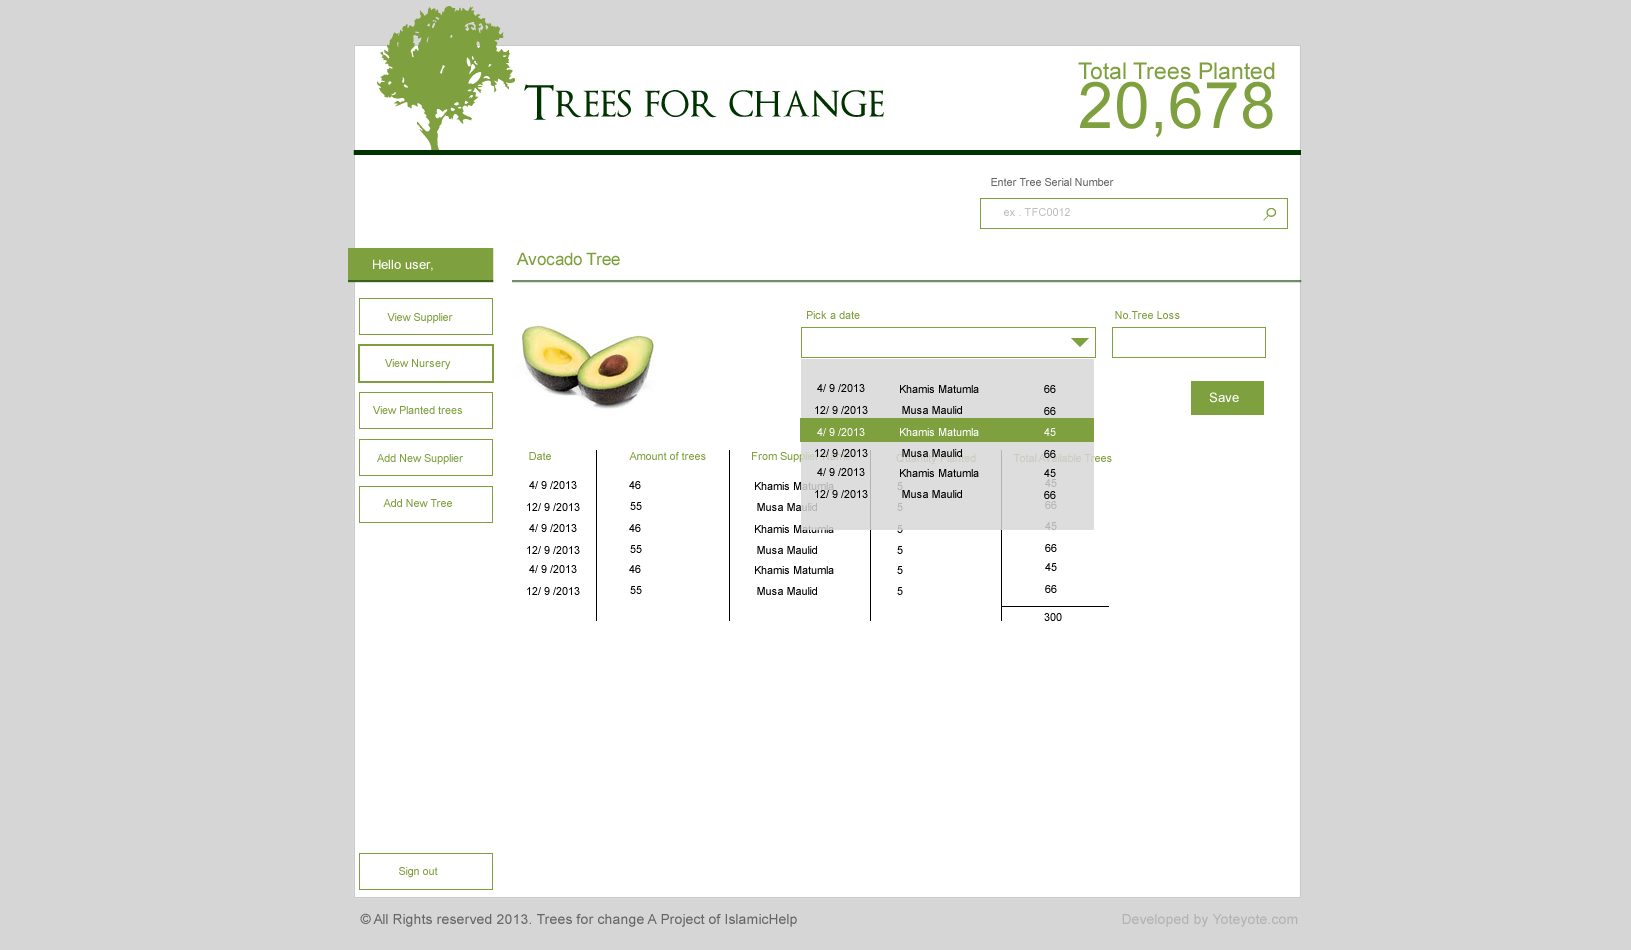 Total Trees Planted
TREES FOR CHANGE
20,678
Enter Tree Serial Number
ex . TFC0012
Hello user,
Avocado Tree
View Supplier
View Nursery
View Planted trees
Add New Supplier
Add New Tree
Pick a date
No.Tree Loss
4/ 9 /2013 Khamis Matumla 66
12/ 9 /2013 Musa Maulid 66
4/ 9 /2013 Khamis Matumla 45
12/ 9 /2013 Musa Maulid 66
4/ 9 /2013 Khamis Matumla 45
12/ 9 /2013 Musa Maulid 66
Save
Date Amount of trees From Supplier Total Available Trees
4/ 9 /2013 46 Khamis Matumla 5 45
12/ 9 /2013 55 Musa Maulid 5 66
4/ 9 /2013 46 Khamis Matumla 5 45
12/ 9 /2013 55 Musa Maulid 5 66
4/ 9 /2013 46 Khamis Matumla 5 45
12/ 9 /2013 55 Musa Maulid 5 66
300
Sign out
© All Rights reserved 2013. Trees for change A Project of IslamicHelp
Developed by Yoteyote.com